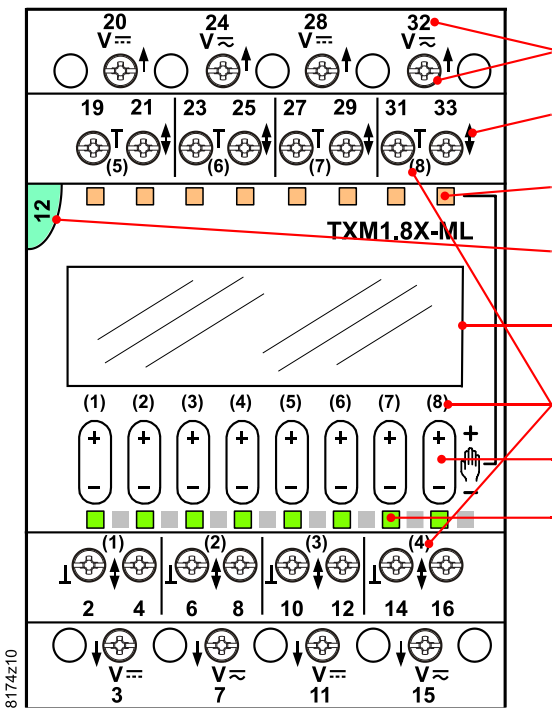 20 24 28 32
V V V V
19 21 23 25 27 29 31 33
(5) (6) (7) (8)
12
TXM1.8X-ML
(1) (2) (3) (4) (5) (6) (7) (8)
+ + + + + + + + +
− − − − − − − − −
(1) (2) (3) (4)
2 4 6 8 10 12 14 16
V V V V
3 7 11 15
8174z10